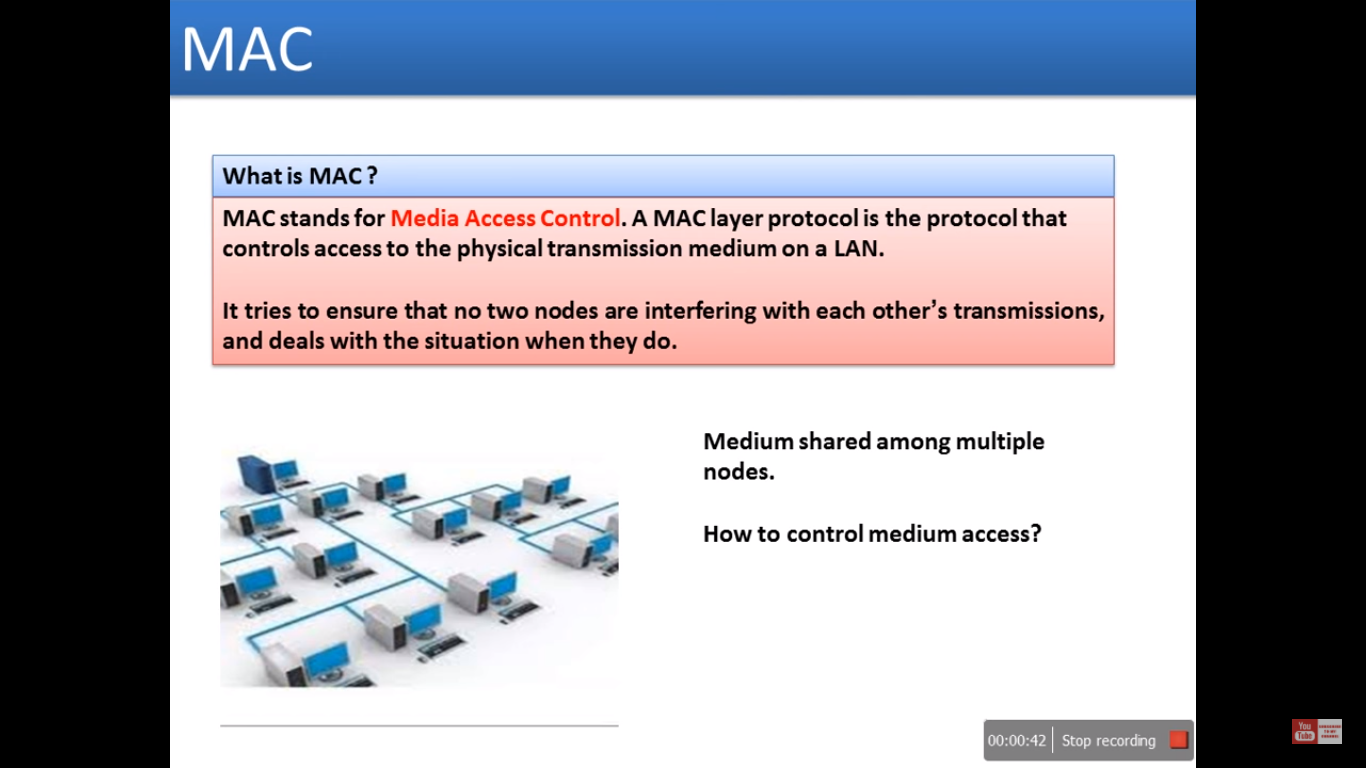 MAC
What is MAC ?
MAC stands for Media Access Control. A MAC layer protocol is the protocol that
controls access to the physical transmission medium on a LAN.
It tries to ensure that no two nodes are interfering with each other’s transmissions,
and deals with the situation when they do.
Medium shared among multiple
nodes.
How to control medium access?
00:00:42 Stop recording
You
Tube